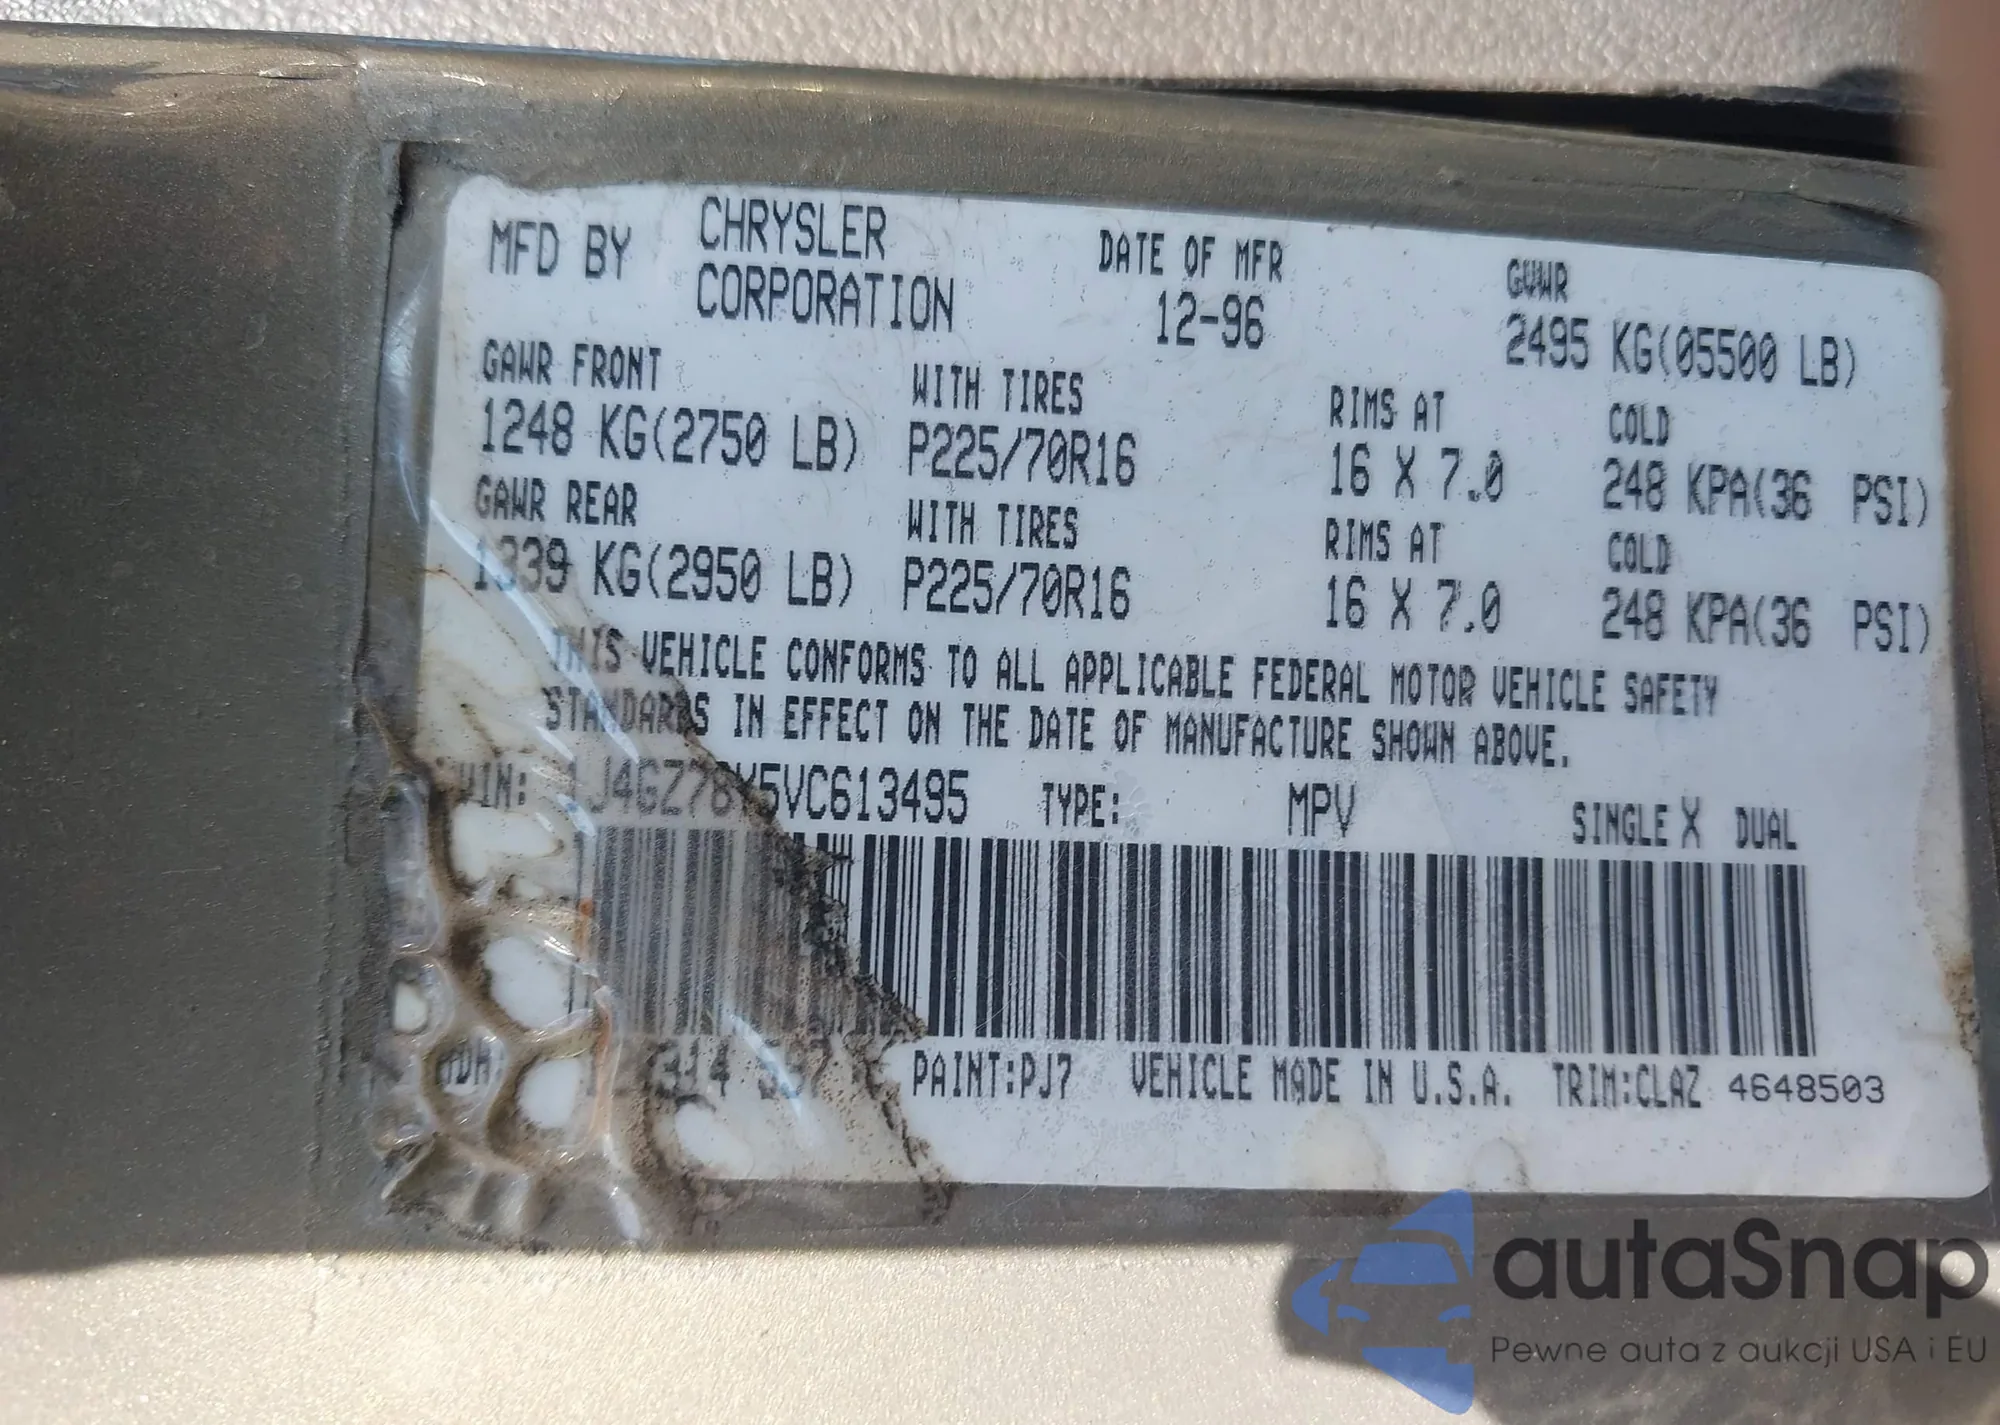 MFD BY CHRYSLER CORPORATION DATE OF MFR 12-96 GVWR 2495 KG(05500 LB)
GAWR FRONT WITH TIRES RIMS AT COLD
1248 KG(2750 LB) P225/70R16 16 X 7.0 248 KPA(36 PSI)
GAWR REAR WITH TIRES RIMS AT COLD
1339 KG(2950 LB) P225/70R16 16 X 7.0 248 KPA(36 PSI)
THIS VEHICLE CONFORMS TO ALL APPLICABLE FEDERAL MOTOR VEHICLE SAFETY
STANDARDS IN EFFECT ON THE DATE OF MANUFACTURE SHOWN ABOVE.
VIN: TYPE: MPV SINGLE X DUAL
PAINT:PJ7 VEHICLE MADE IN U.S.A. TRIM:CLAZ 4648503
autaSnap
Pewne auta z aukcji USA i EU